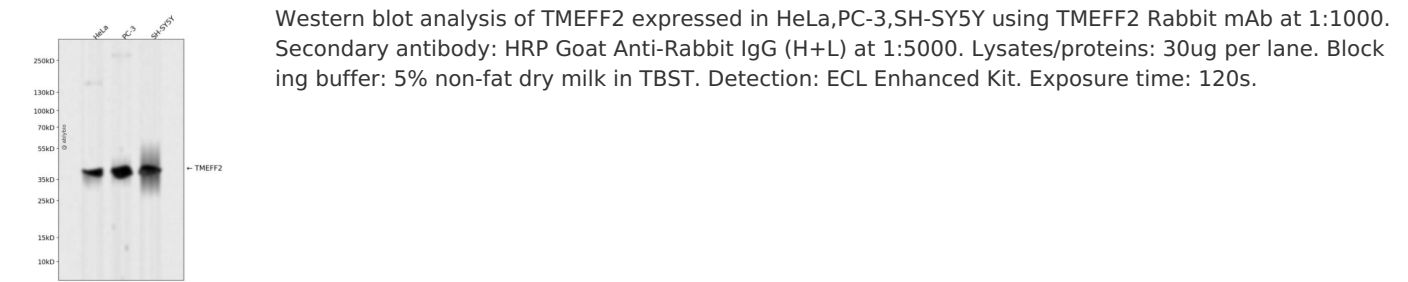 HeLa PC-3 SH-SY5Y
250kD
130kD
100kD
70kD
@ abyntek
55kD
← TMEFF2
35kD
25kD
15kD
10kD
Western blot analysis of TMEFF2 expressed in HeLa,PC-3,SH-SY5Y using TMEFF2 Rabbit mAb at 1:1000.
Secondary antibody: HRP Goat Anti-Rabbit IgG (H+L) at 1:5000. Lysates/proteins: 30ug per lane. Block
ing buffer: 5% non-fat dry milk in TBST. Detection: ECL Enhanced Kit. Exposure time: 120s.